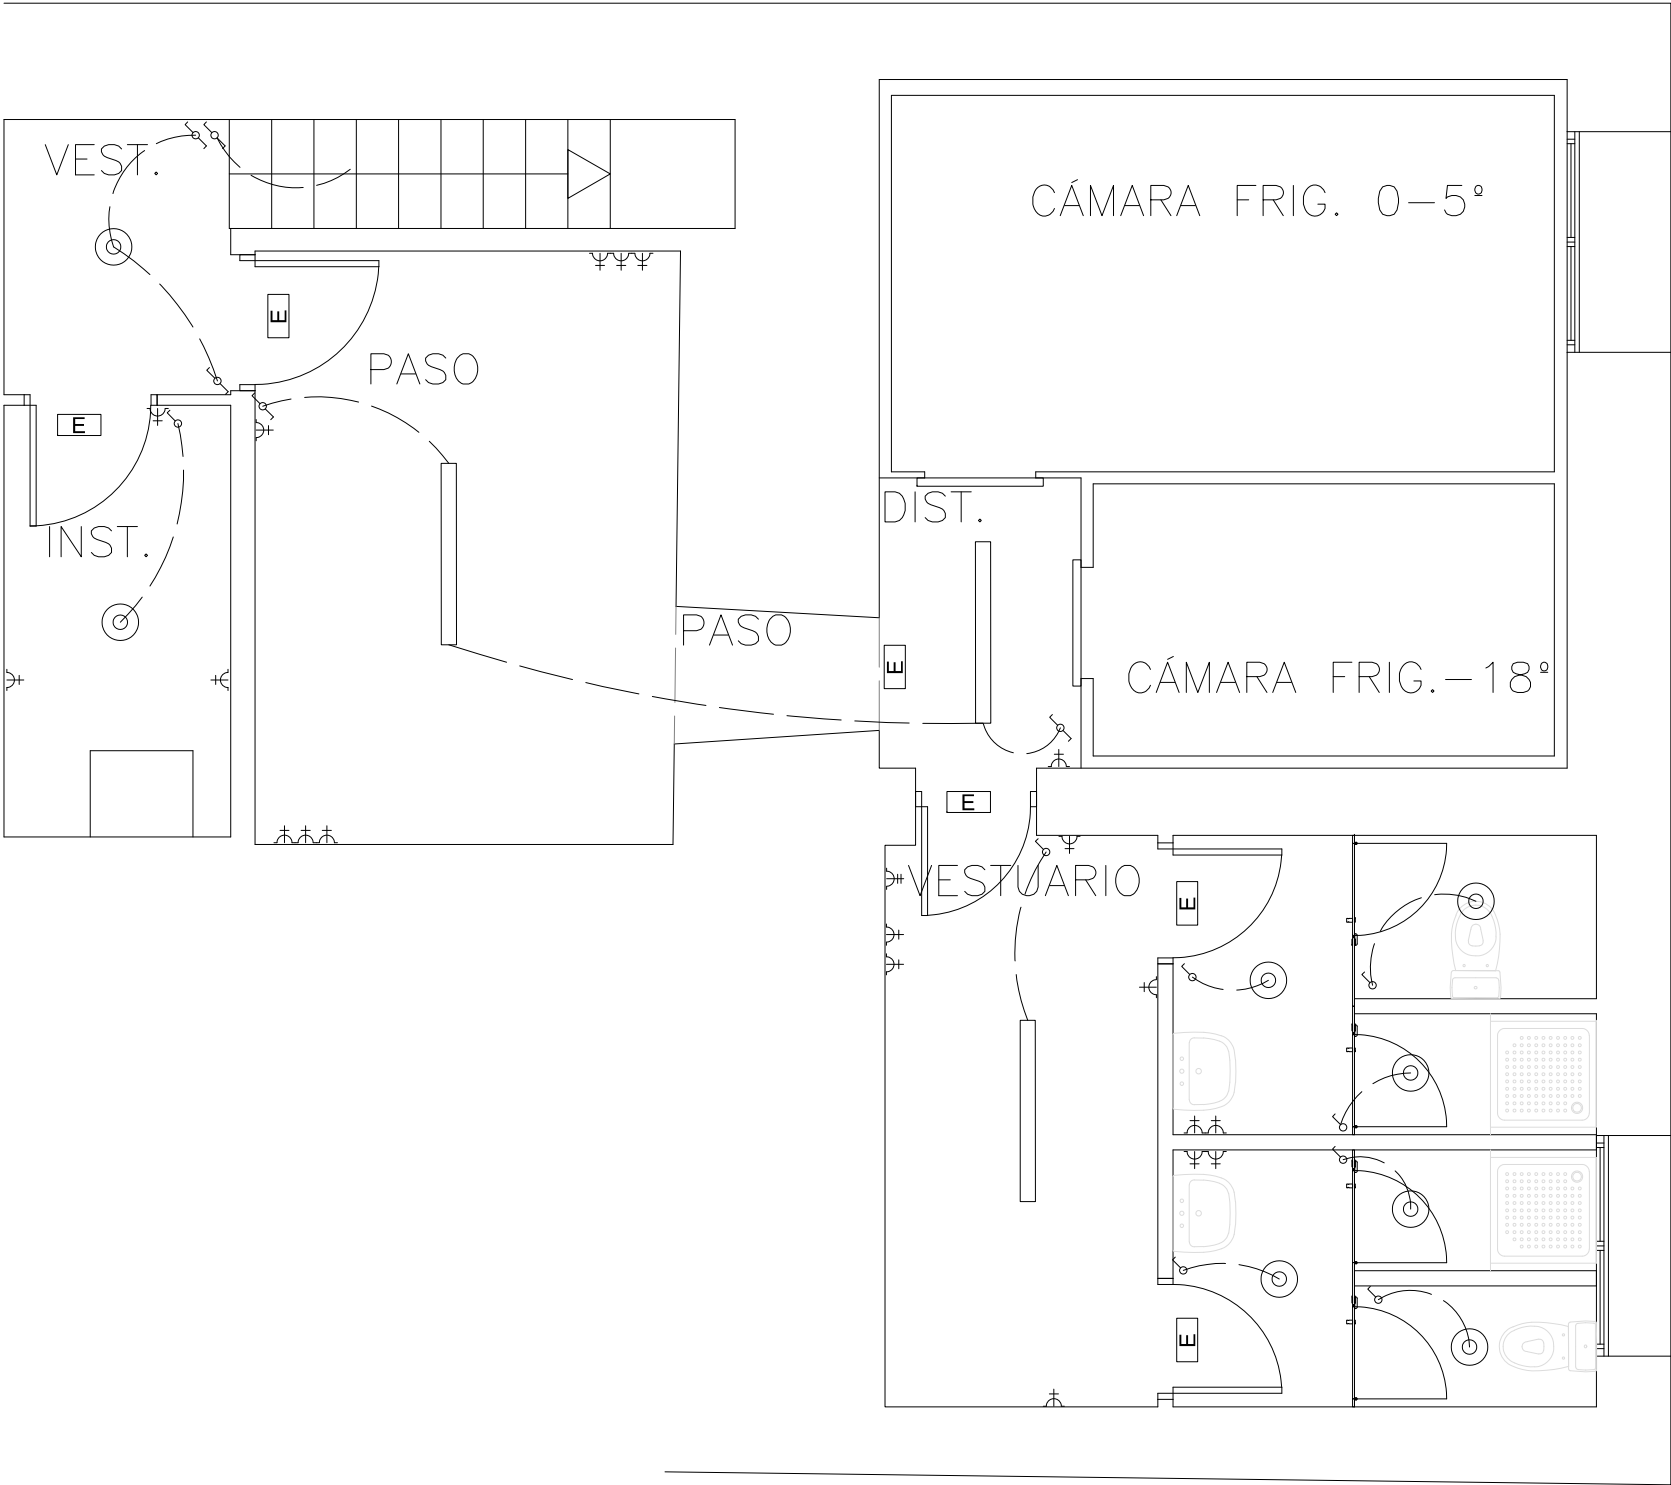 VEST.
CÁMARA FRIG. 0-5º
E
PASO
E
DIST.
INST.
PASO
E
CÁMARA FRIG.-18º
E
VESTUARIO
E
E